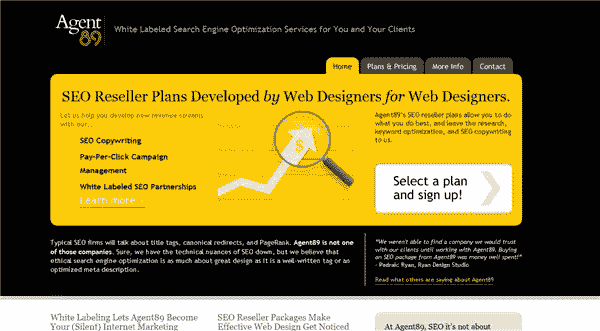 Agent
89
White Labeled Search Engine Optimization Services for You and Your Clients
Home
Plans & Pricing
More Info
Contact
SEO Reseller Plans Developed by Web Designers for Web Designers.
Let us help you develop new revenue streams
with our...
SEO Copywriting
Pay-Per-Click Campaign
Management
White Labeled SEO Partnerships
Learn more
$
Agent89's SEO reseller plans allow you to do
what you do best, and leave the research,
keyword optimization, and SEO copywriting
to us.
Select a plan
and sign up!
Typical SEO firms will talk about title tags, canonical redirects, and PageRank. Agent89 is not one
of those companies. Sure, we have the technical nuances of SEO down, but we believe that
ethical search engine optimization is as much about great design as it is a well-written tag or an
optimized meta description.
"We weren't able to find a company we would trust
with our clients until working with Agent89. Buying
an SEO package from Agent89 was money well spent!"
- Padraic Ryan, Ryan Design Studio
Read what others are saying about Agent89
White Labeling Lets Agent89 Become
Your (Silent) Internet Marketing
SEO Reseller Packages Make
Effective Web Design Get Noticed
At Agent89, SEO it's not about